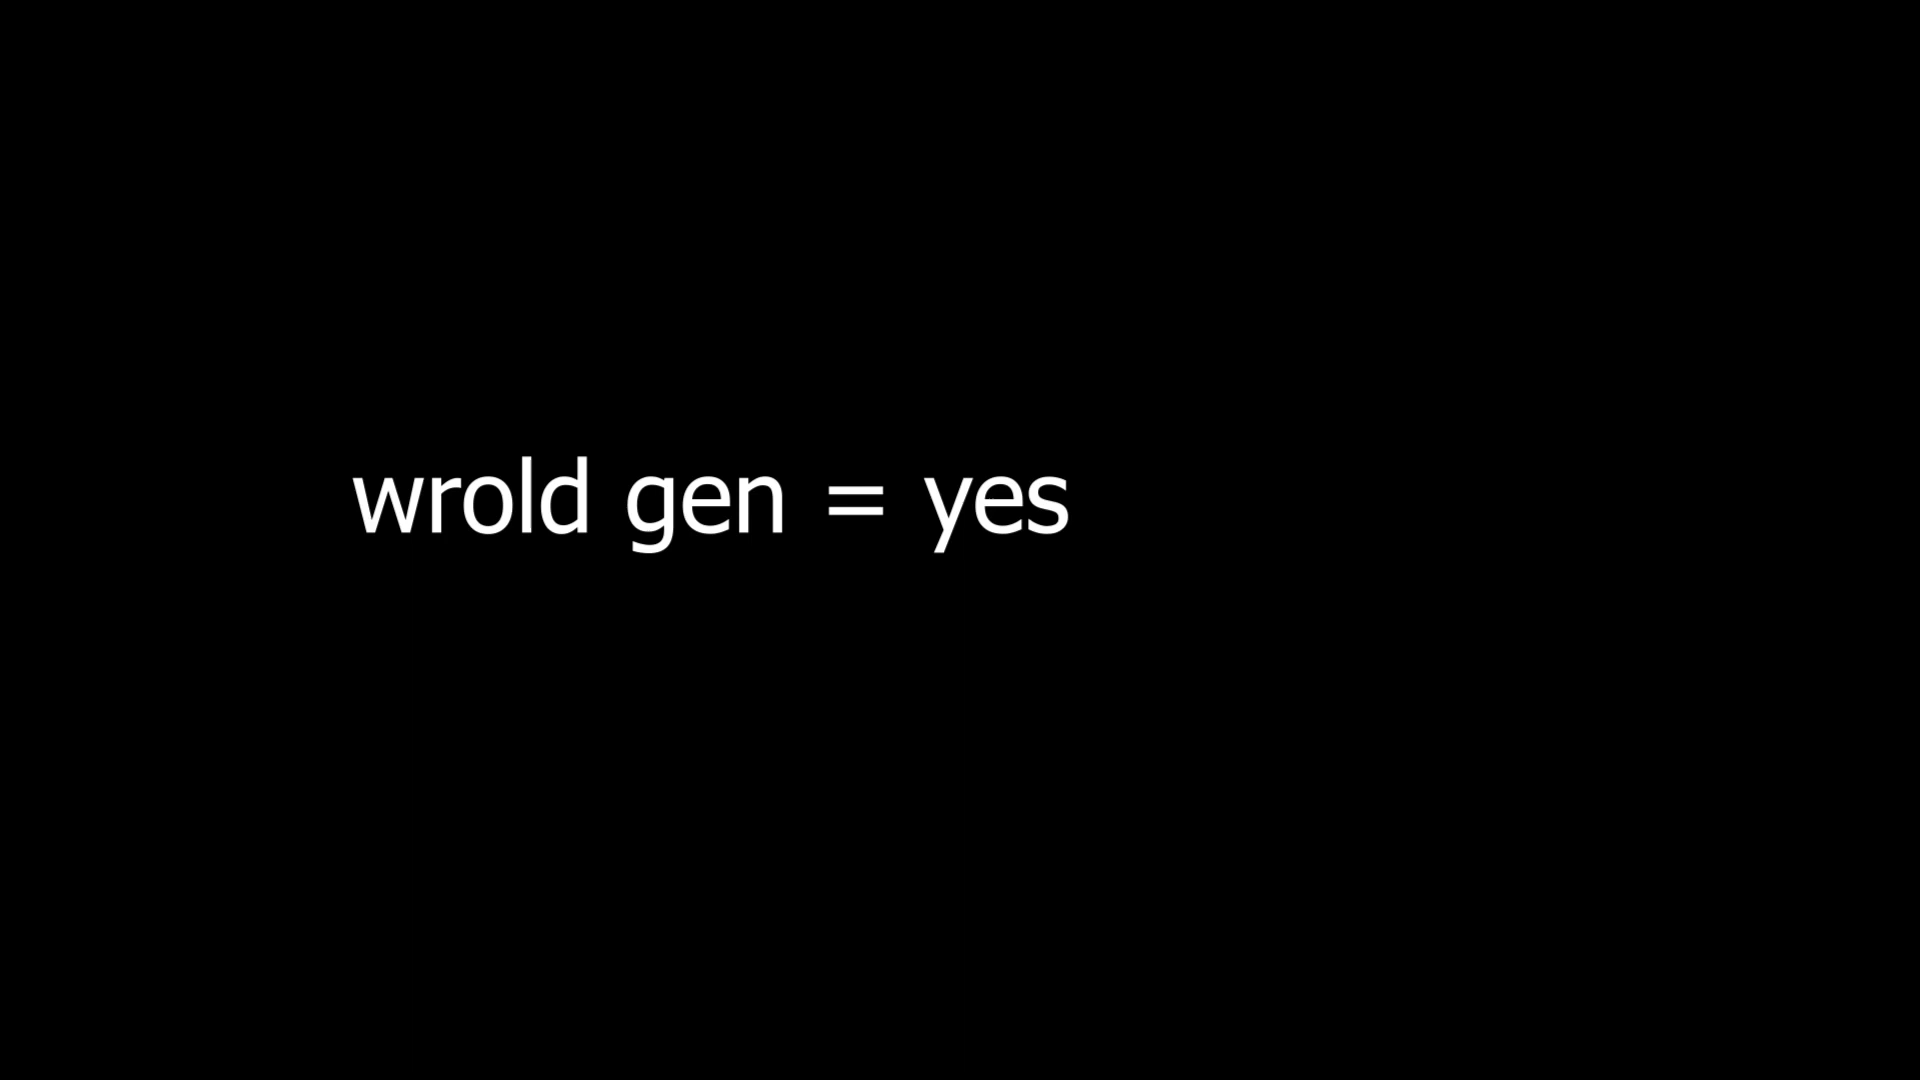 wrold gen = yes